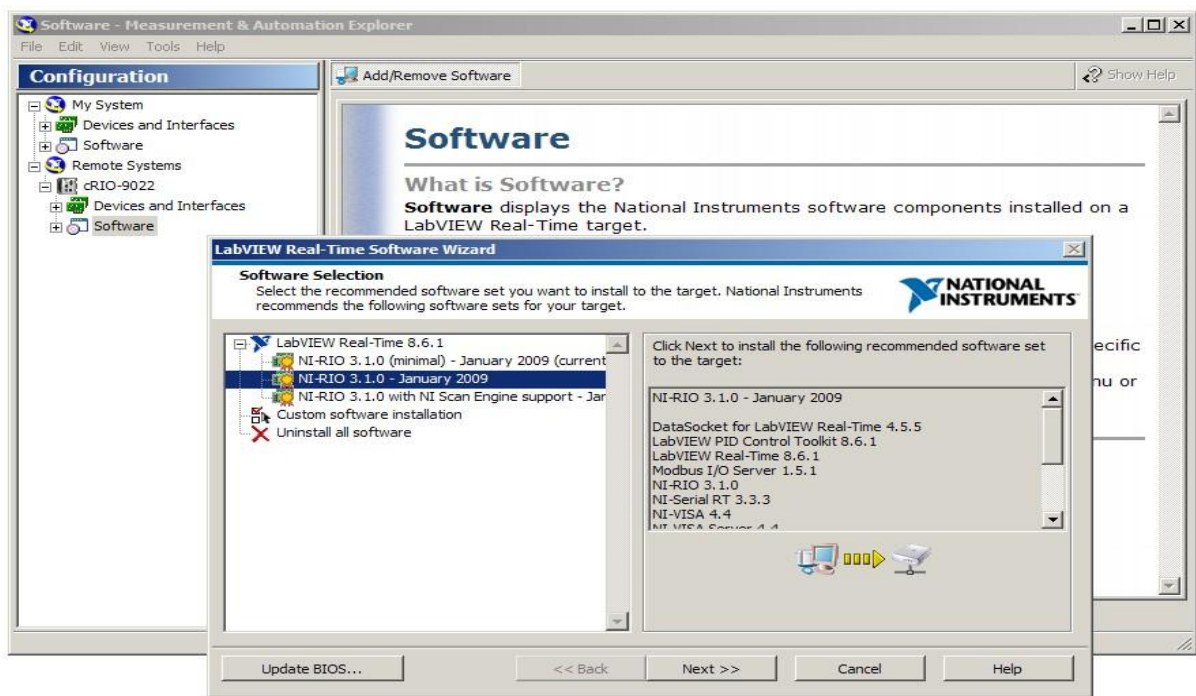 Software - Measurement & Automation Explorer
File Edit View Tools Help
Configuration
My System
Devices and Interfaces
Software
Remote Systems
cRIO-9022
Devices and Interfaces
Software
Add/Remove Software
Show Help
Software
What is Software?
Software displays the National Instruments software components installed on a
LabVIEW Real-Time target.
ecific
nu or
LabVIEW Real-Time Software Wizard
Software Selection
Select the recommended software set you want to install to the target. National Instruments
recommends the following software sets for your target.
NATIONAL
INSTRUMENTS
LabVIEW Real-Time 8.6.1
NI-RIO 3.1.0 (minimal) - January 2009 (current
NI-RIO 3.1.0 - January 2009
NI-RIO 3.1.0 with NI Scan Engine support - Jar
Custom software installation
Uninstall all software
Click Next to install the following recommended software set
to the target:
NI-RIO 3.1.0 - January 2009
DataSocket for LabVIEW Real-Time 4.5.5
LabVIEW PID Control Toolkit 8.6.1
LabVIEW Real-Time 8.6.1
Modbus I/O Server 1.5.1
NI-RIO 3.1.0
NI-Serial RT 3.3.3
NI-VISA 4.4
NI-VISA Server 4.4
Update BIOS...
<< Back
Next >>
Cancel
Help